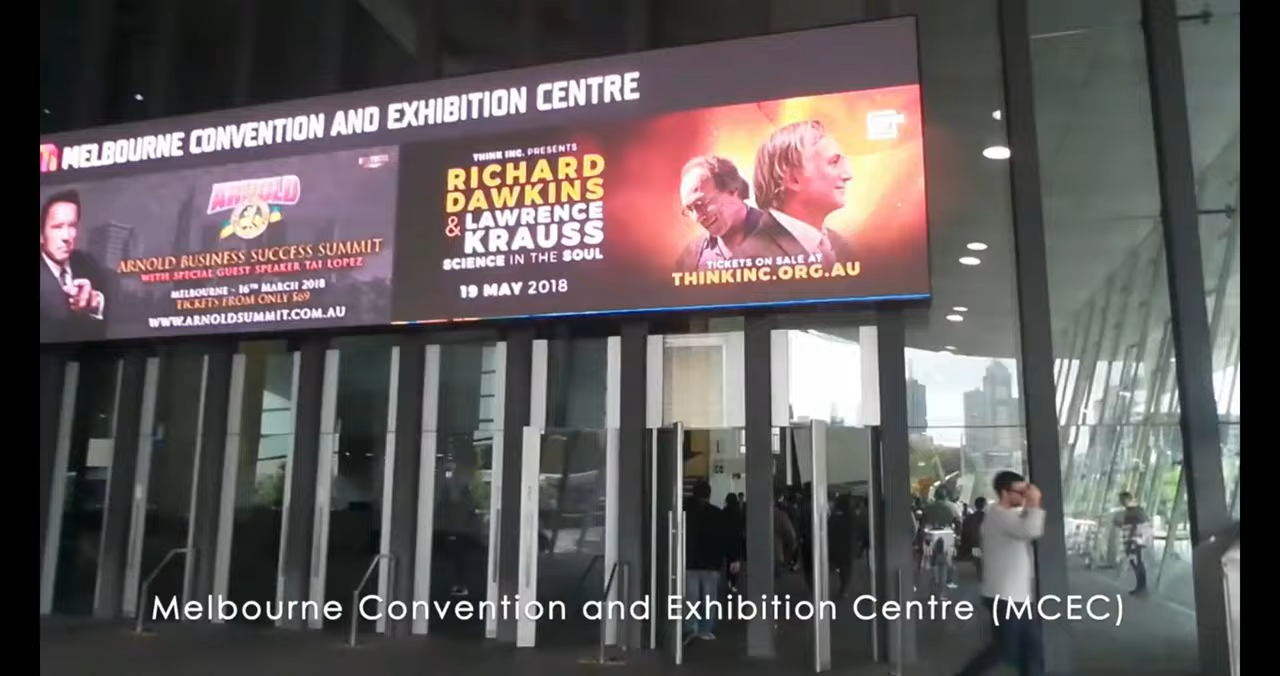 MELBOURNE CONVENTION AND EXHIBITION CENTRE
ARNOLD
ARNOLD BUSINESS SUCCESS SUMMIT
WITH SPECIAL GUEST SPEAKER TAI LOPEZ
MELBOURNE - 16TH MARCH 2018
TICKETS FROM ONLY $69
WWW.ARNOLDSUMMIT.COM.AU
THINK INC. PRESENTS
RICHARD
DAWKINS
& LAWRENCE
KRAUSS
SCIENCE IN THE SOUL
19 MAY 2018
TICKETS ON SALE AT
THINKINC.ORG.AU
Melbourne Convention and Exhibition Centre (MCEC)